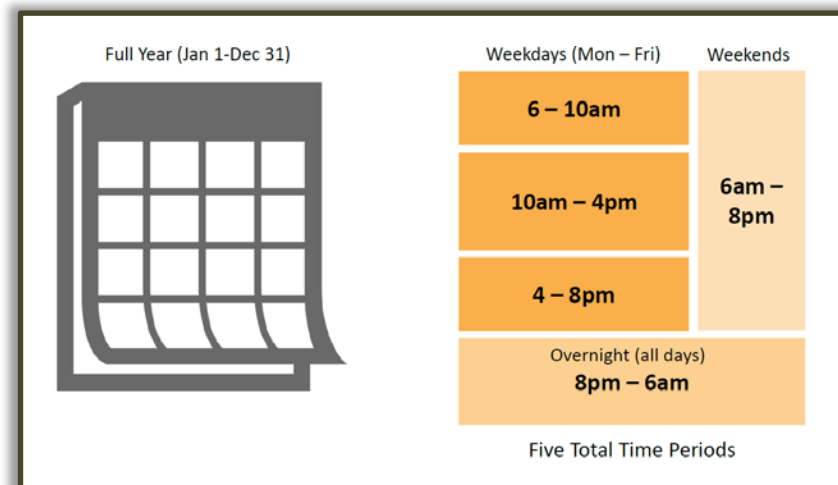 Full Year (Jan 1-Dec 31)
Weekdays (Mon – Fri)
Weekends
6 – 10am
10am – 4pm
4 – 8pm
6am –
8pm
Overnight (all days)
8pm – 6am
Five Total Time Periods